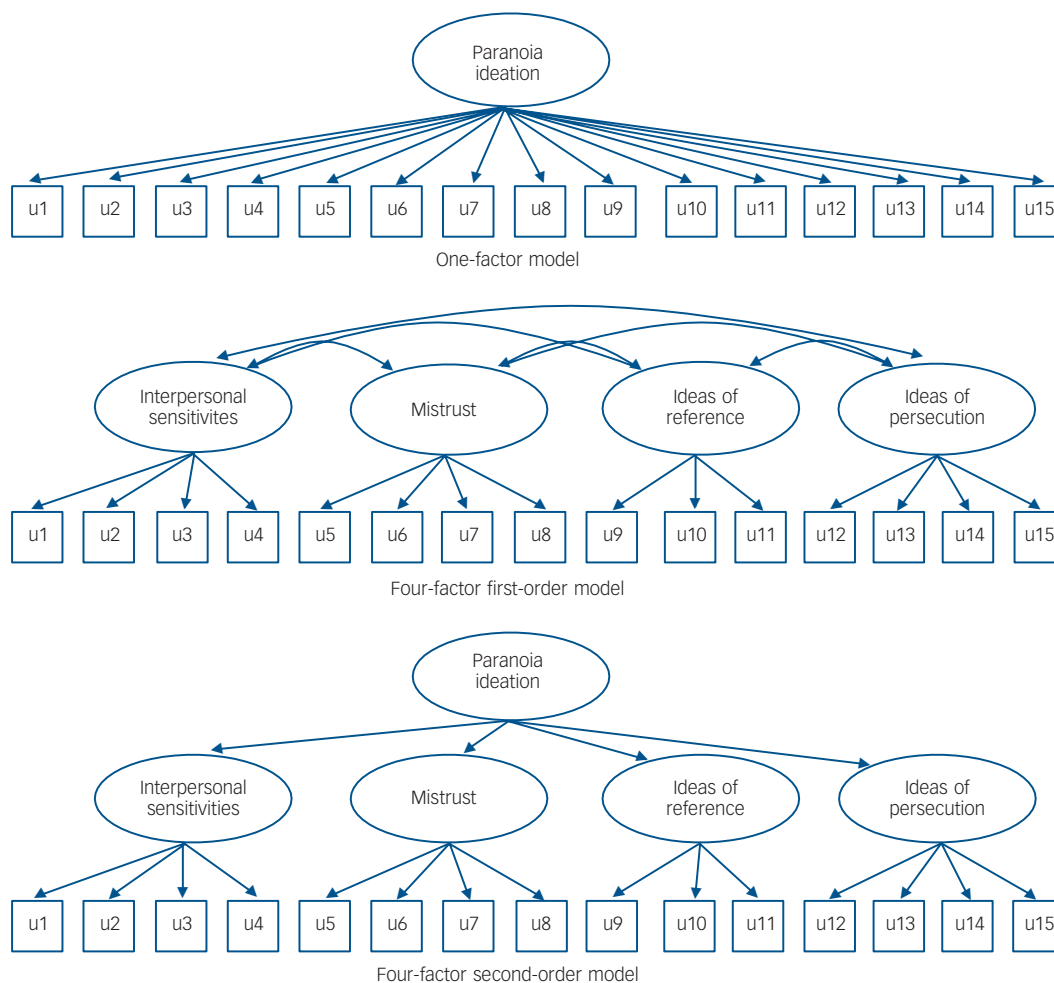 Paranoia
ideation
u1 u2 u3 u4 u5 u6 u7 u8 u9 u10 u11 u12 u13 u14 u15
One-factor model
Interpersonal
sensitivites
Mistrust
Ideas of
reference
Ideas of
persecution
u1 u2 u3 u4 u5 u6 u7 u8 u9 u10 u11 u12 u13 u14 u15
Four-factor first-order model
Paranoia
ideation
Interpersonal
sensitivities
Mistrust
Ideas of
reference
Ideas of
persecution
u1 u2 u3 u4 u5 u6 u7 u8 u9 u10 u11 u12 u13 u14 u15
Four-factor second-order model